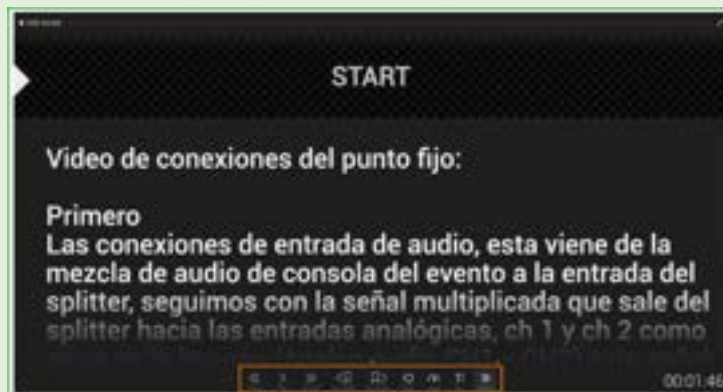 START
Video de conexiones del punto fijo:
Primero
Las conexiones de entrada de audio, esta viene de la
mezcla de audio de consola del evento a la entrada del
splitter, seguimos con la señal multiplicada que sale del
splitter hacia las entradas analógicas, ch 1 y ch 2 como
00:01:46